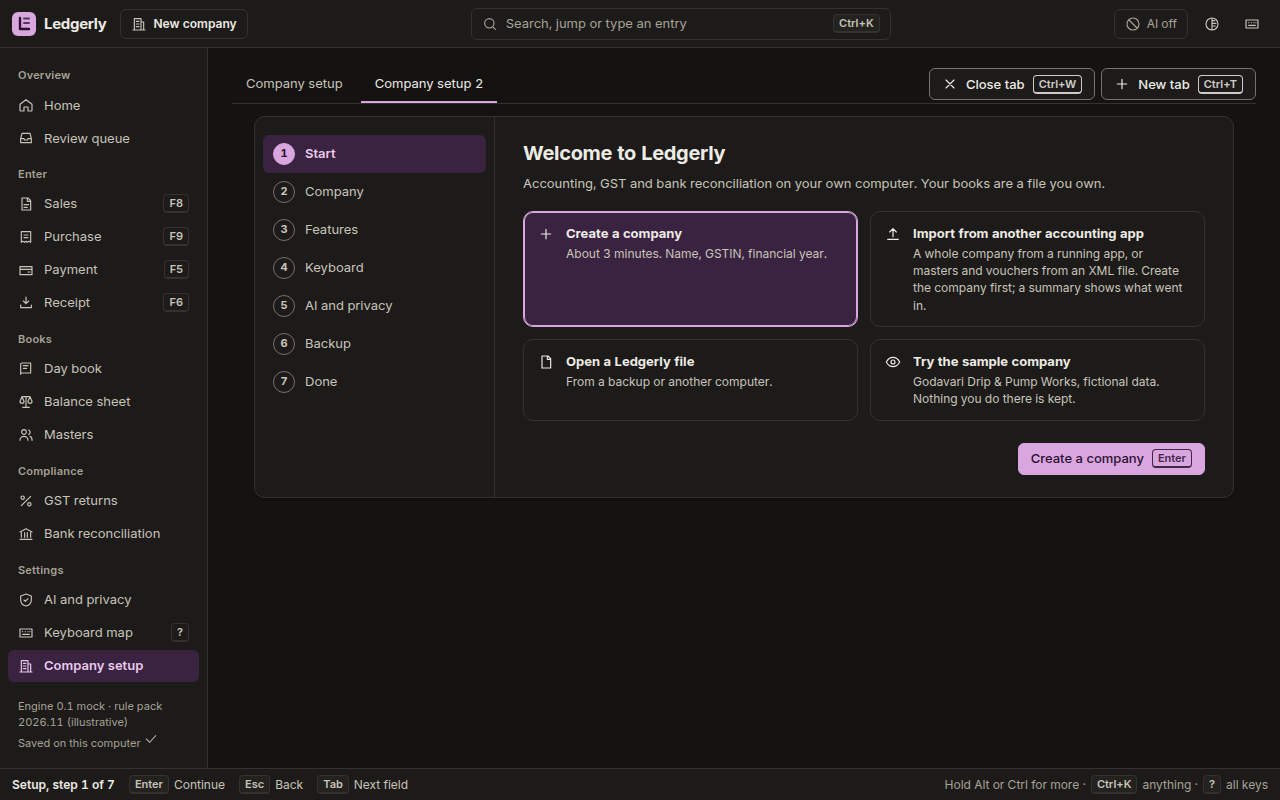 Ledgerly
New company
Search, jump or type an entry
Ctrl+K
AI off
Overview
Home
Review queue
Enter
Sales F8
Purchase F9
Payment F5
Receipt F6
Books
Day book
Balance sheet
Masters
Compliance
GST returns
Bank reconciliation
Settings
AI and privacy
Keyboard map ?
Company setup
Engine 0.1 mock · rule pack
2026.11 (illustrative)
Saved on this computer
Company setup
Company setup 2
Close tab Ctrl+W
New tab Ctrl+T
1 Start
2 Company
3 Features
4 Keyboard
5 AI and privacy
6 Backup
7 Done
Welcome to Ledgerly
Accounting, GST and bank reconciliation on your own computer. Your books are a file you own.
Create a company
About 3 minutes. Name, GSTIN, financial year.
Import from another accounting app
A whole company from a running app, or
masters and vouchers from an XML file. Create
the company first; a summary shows what went
in.
Open a Ledgerly file
From a backup or another computer.
Try the sample company
Godavari Drip & Pump Works, fictional data.
Nothing you do there is kept.
Create a company Enter
Setup, step 1 of 7 Enter Continue Esc Back Tab Next field
Hold Alt or Ctrl for more · Ctrl+K anything · ? all keys